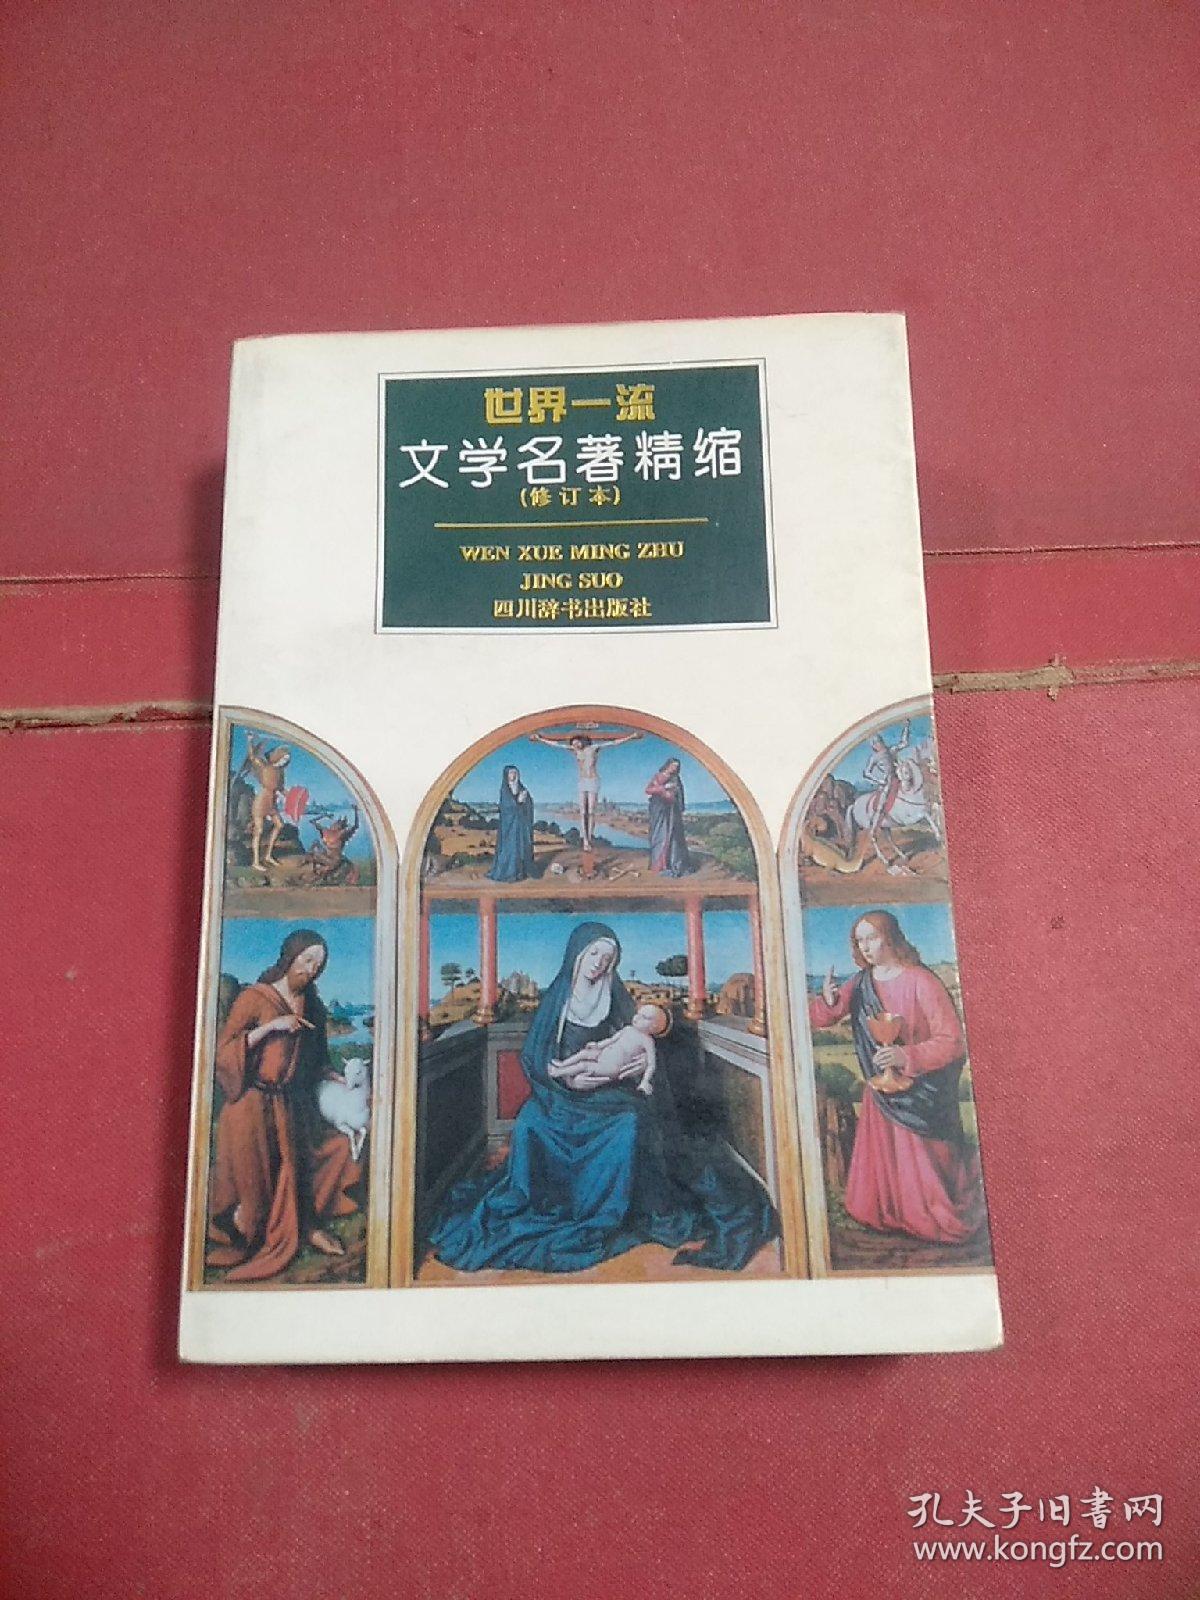 世界一流
文学名著精缩
(修订本)
WEN XUE MING ZHU
JING SUO
四川辞书出版社
孔夫子旧书网
www.kongfz.com